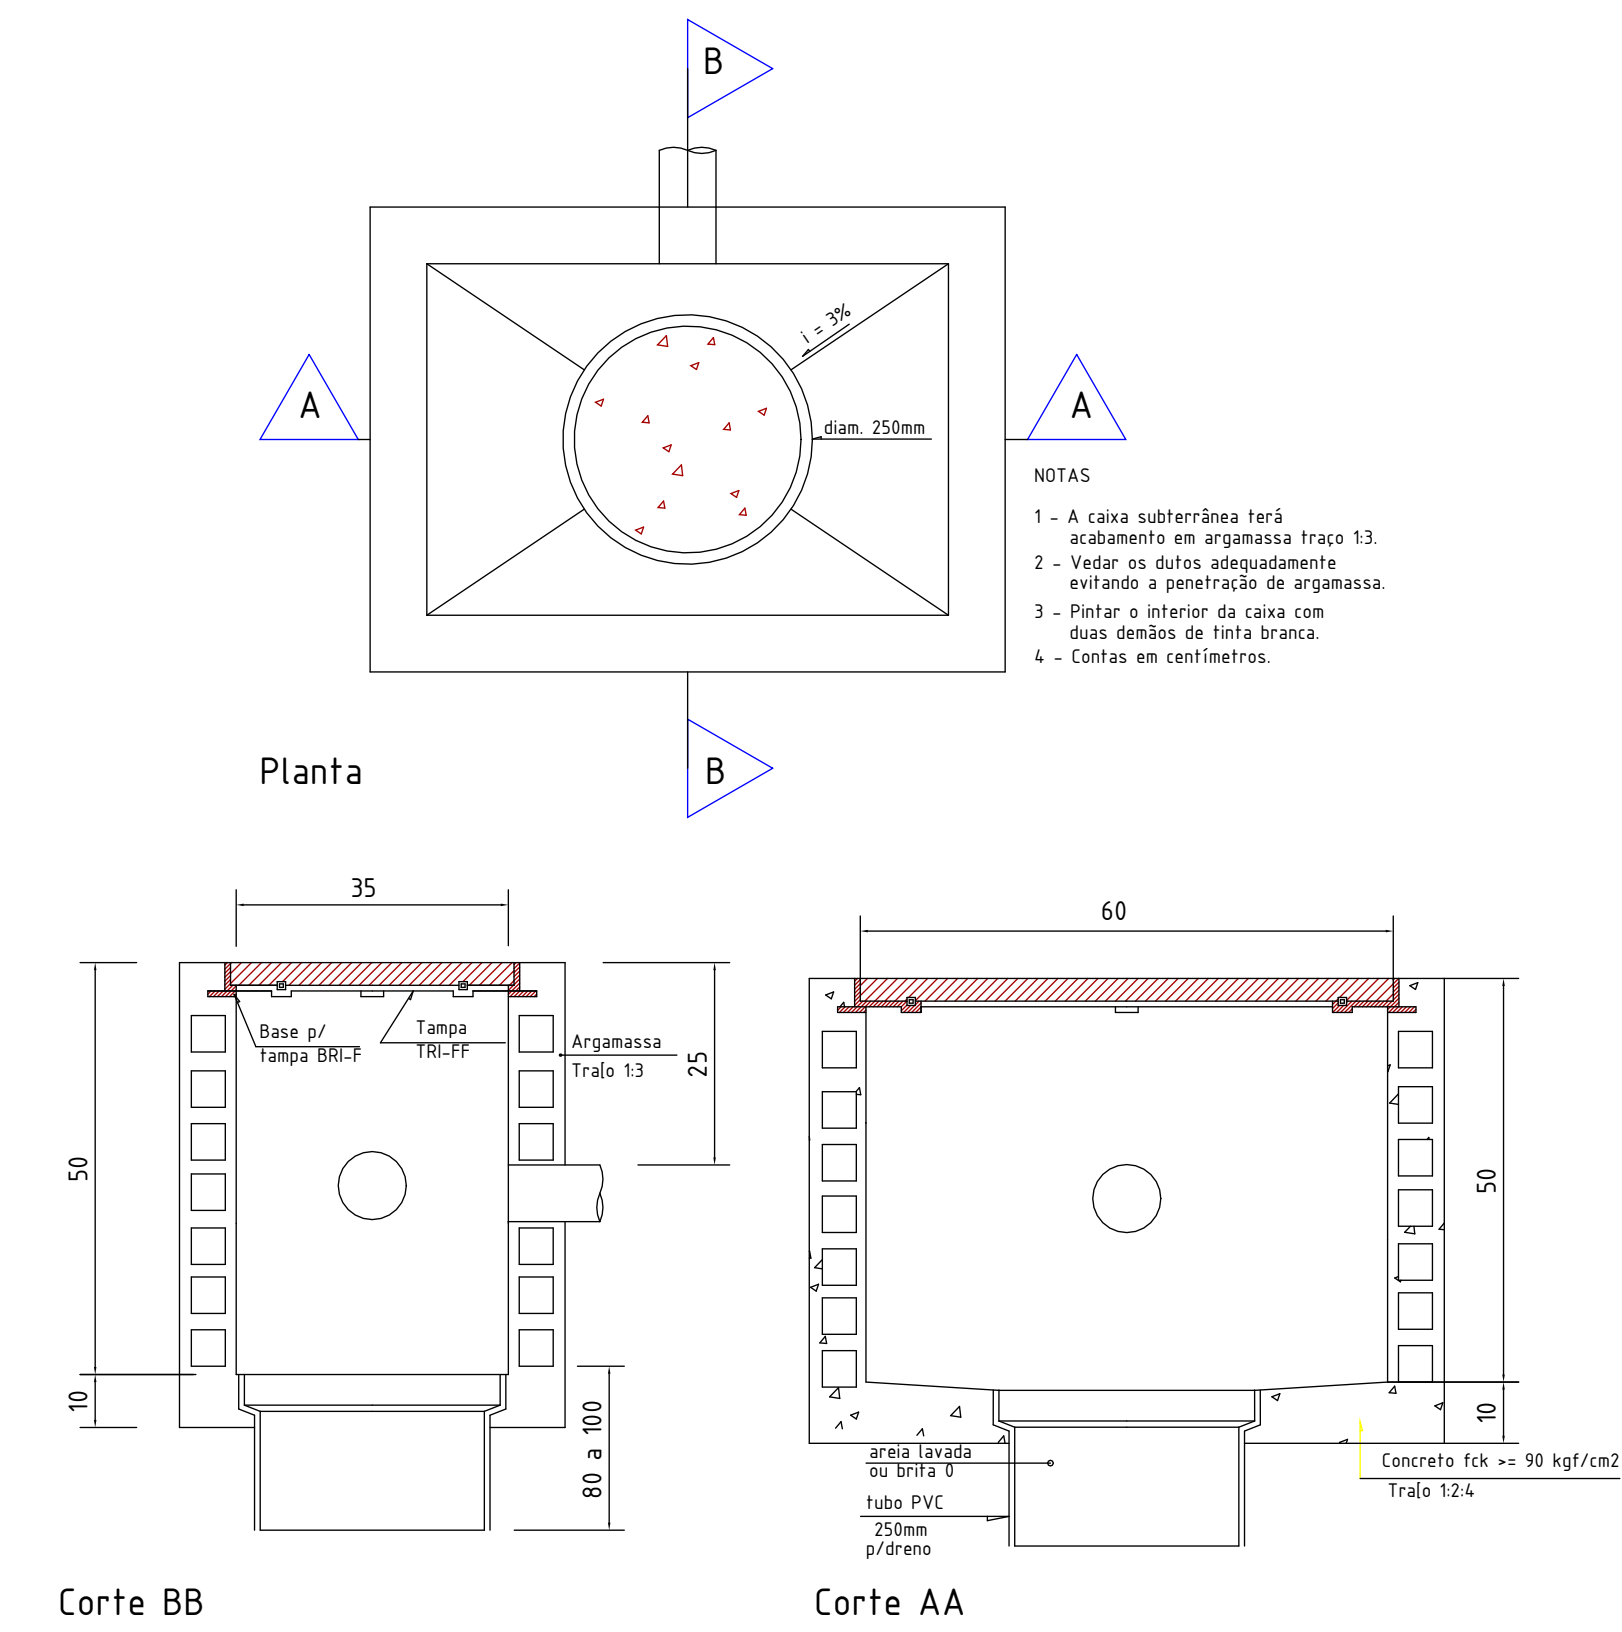 B
i = 3%
A
A
diam. 250mm
NOTAS
1 - A caixa subterrânea terá
acabamento em argamassa traço 1:3.
2 - Vedar os dutos adequadamente
evitando a penetração de argamassa.
3 - Pintar o interior da caixa com
duas demãos de tinta branca.
4 - Contas em centímetros.
Planta
B
35
Base p/
tampa BRI-F
Tampa
TRI-FF
Argamassa
Tra[o 1:3
25
50
10
80 a 100
Corte BB
60
50
10
areia lavada
ou brita 0
tubo PVC
250mm
p/dreno
Concreto fck >= 90 kgf/cm2
Tra[o 1:2:4
Corte AA